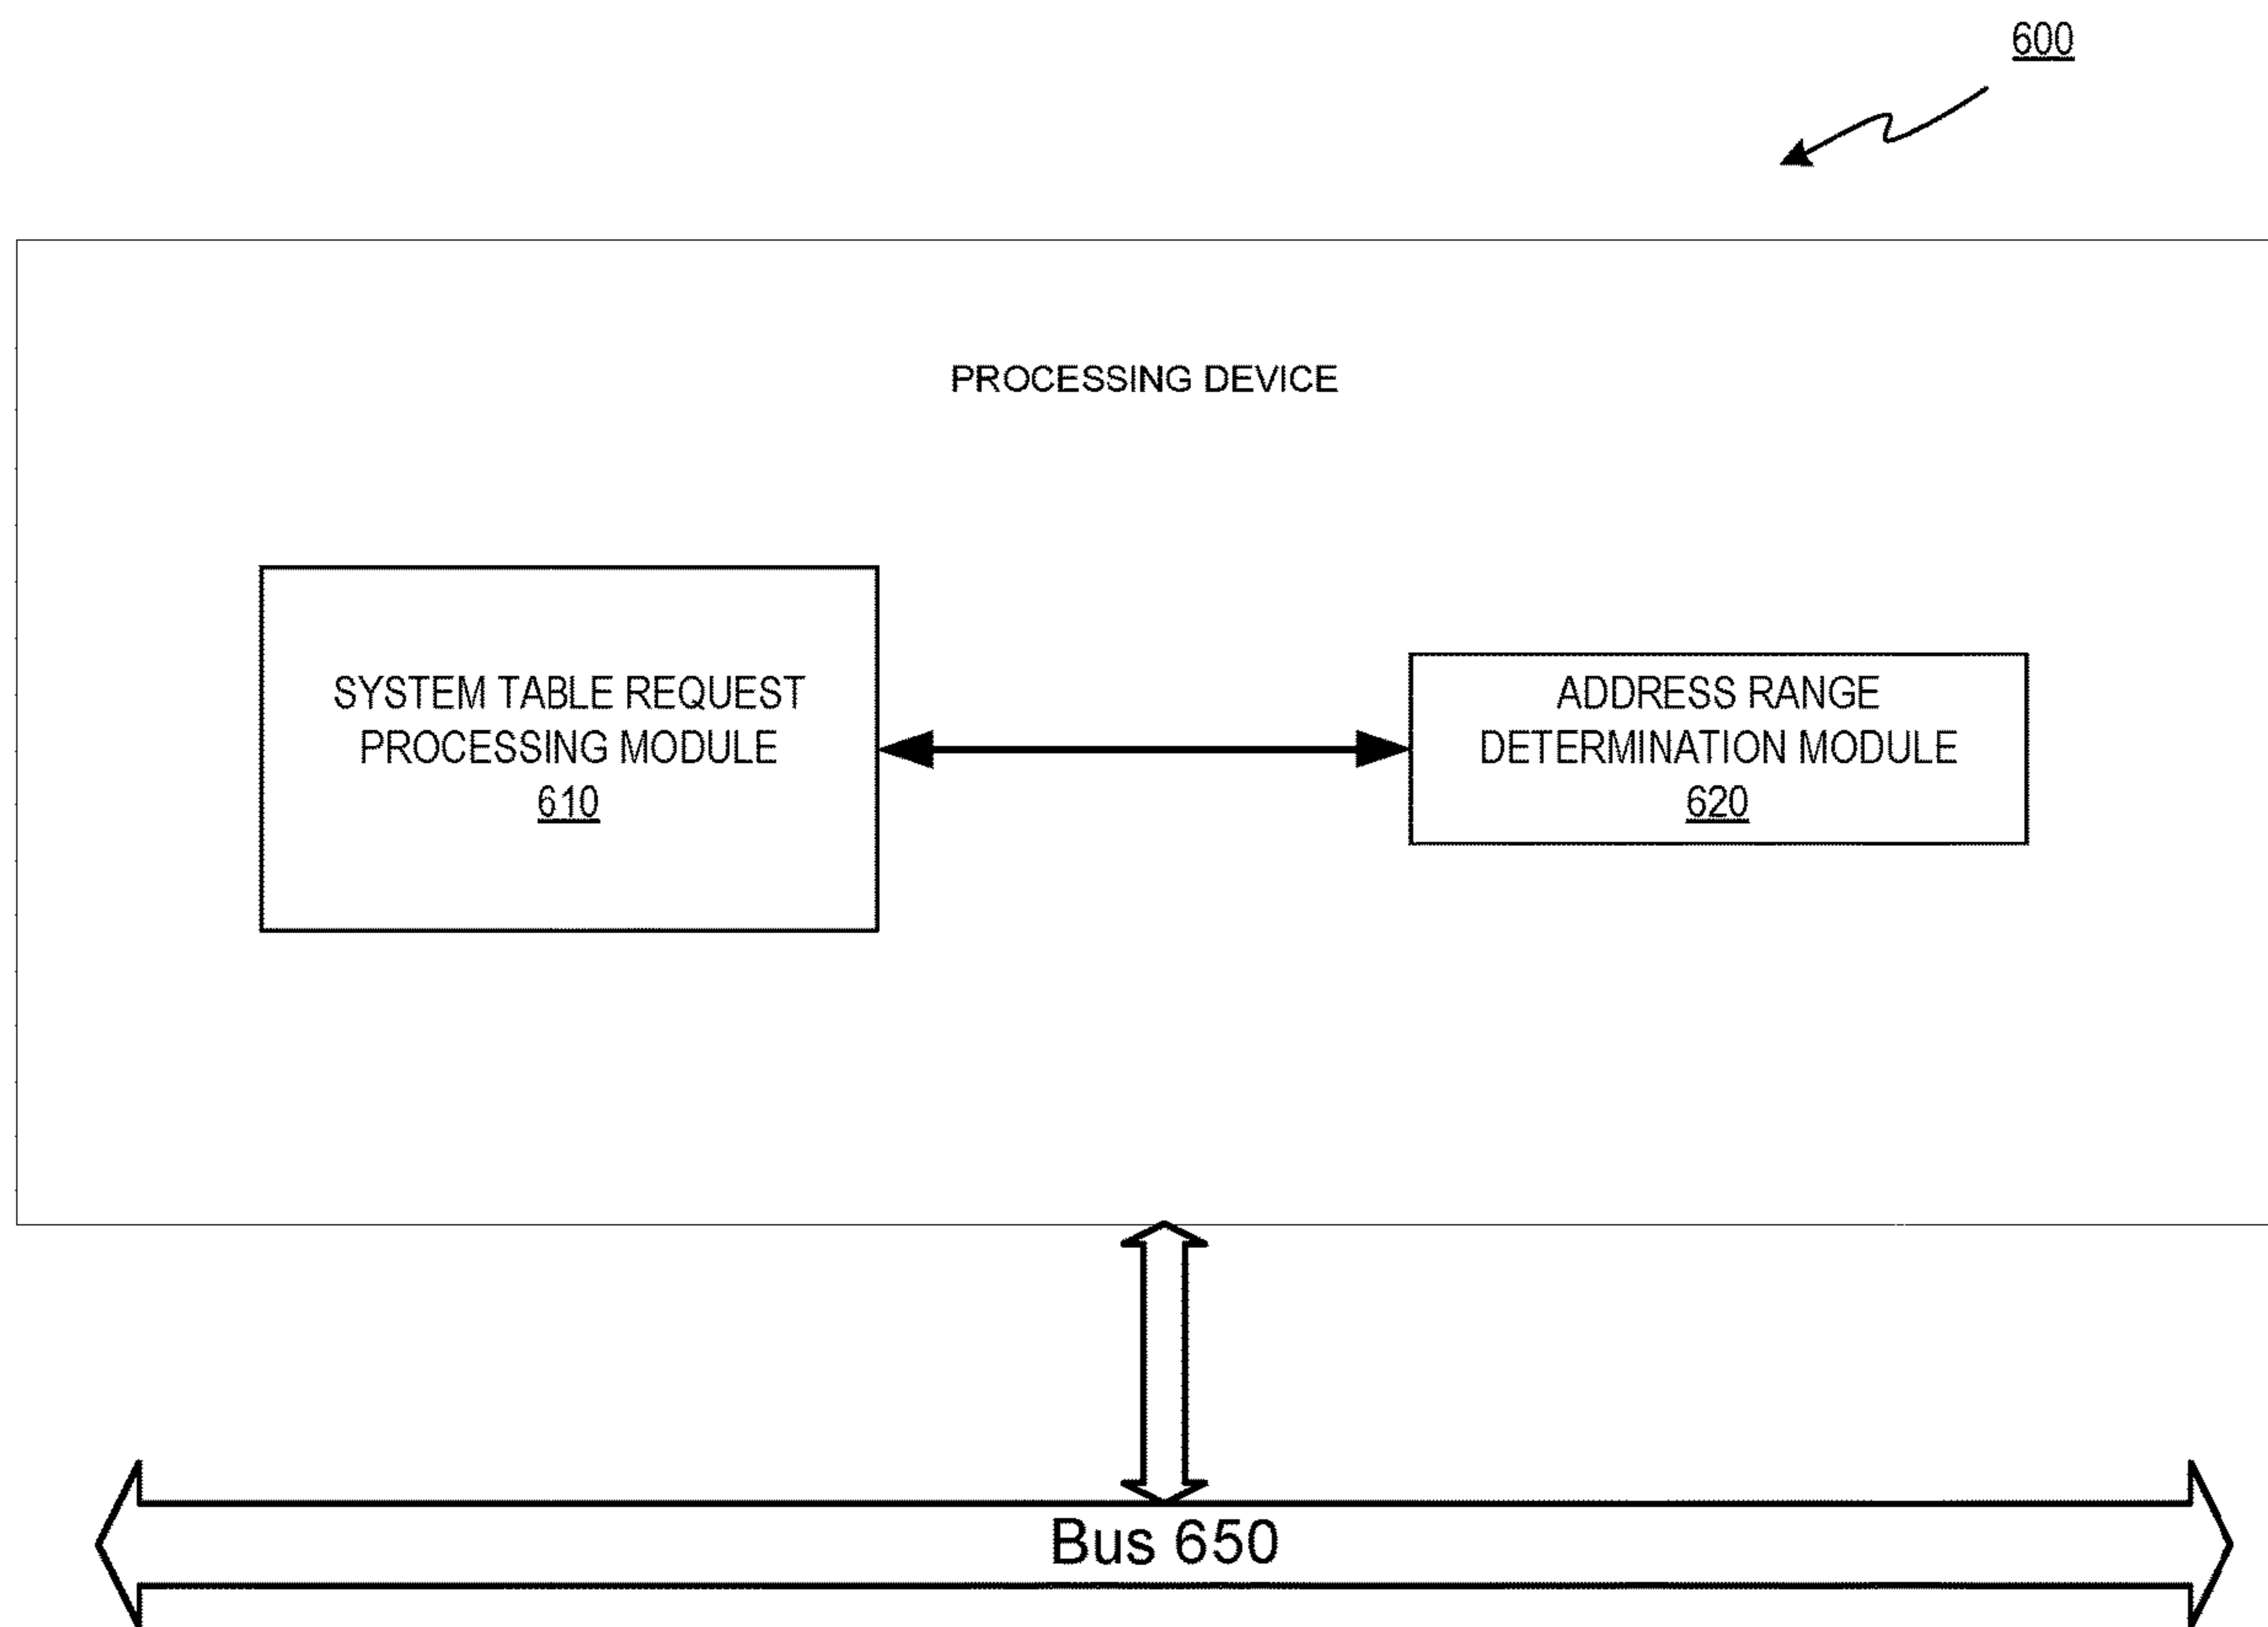 600
PROCESSING DEVICE
SYSTEM TABLE REQUEST
PROCESSING MODULE
610
ADDRESS RANGE
DETERMINATION MODULE
620
Bus 650